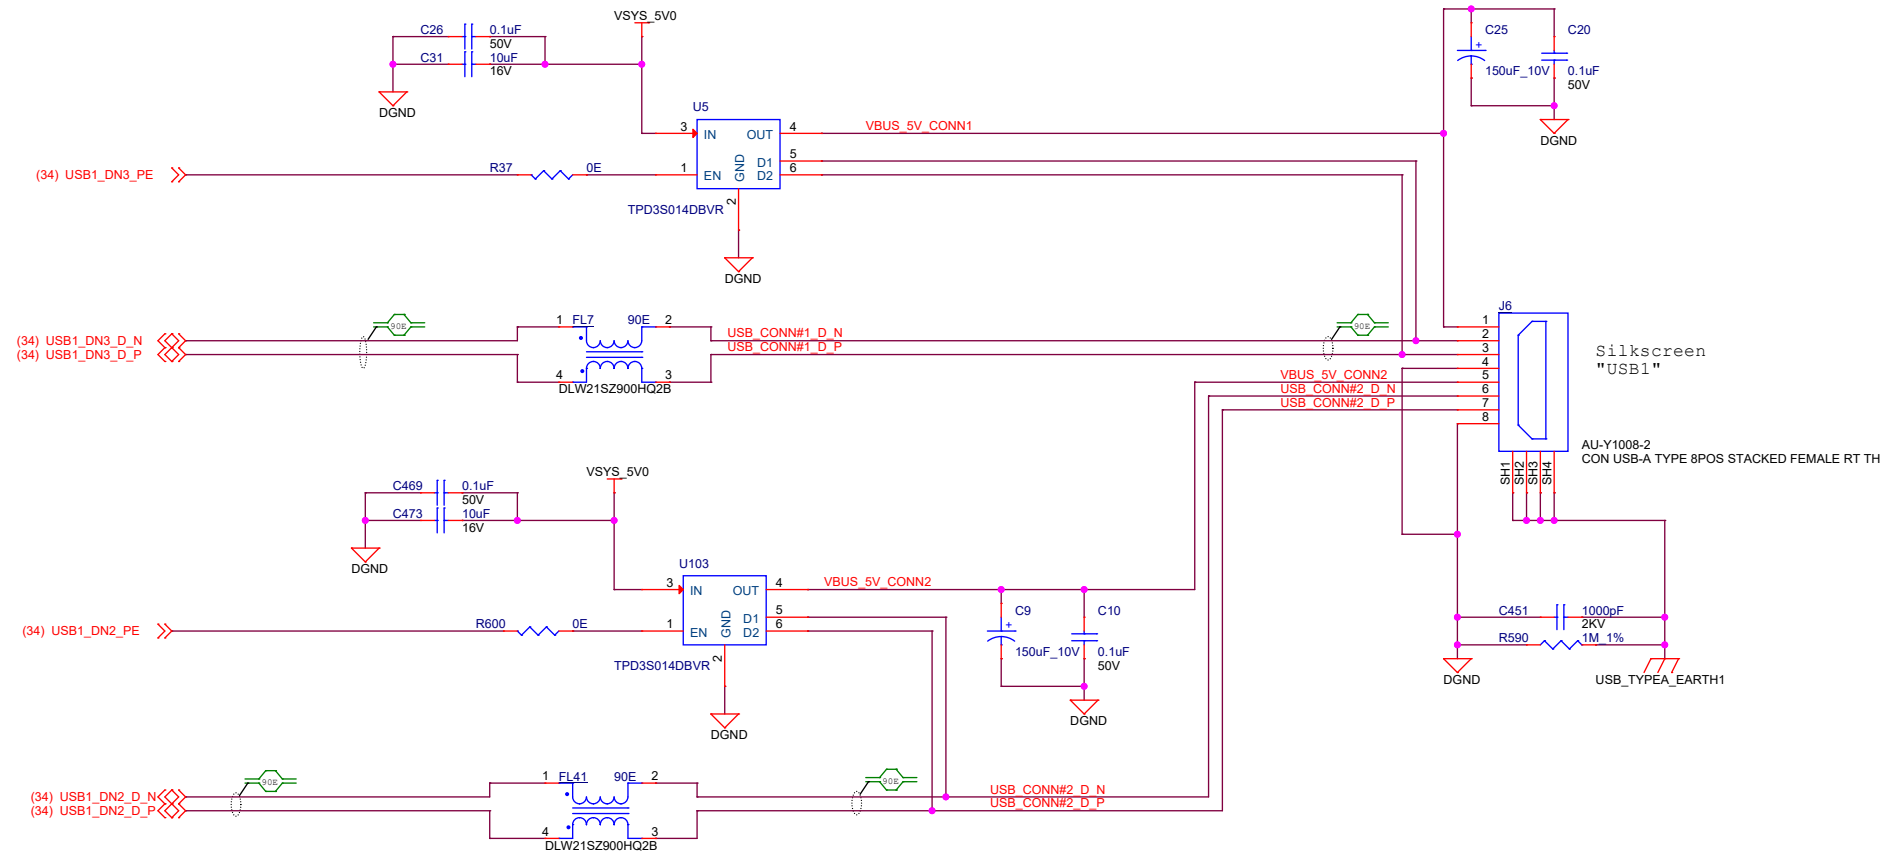 VSYS_5V0
C26 0.1uF
50V
C31 10uF
16V
DGND
C25 C20
+
150uF_10V 0.1uF
50V
DGND
U5
3 IN OUT 4 VBUS_5V_CONN1
GND
D1 5
(34) USB1_DN3_PE R37 0E 1 EN D2 6
2
TPD3S014DBVR
DGND
90E
90E
1 FL7 90E 2
(34) USB1_DN3_D_N USB_CONN#1_D_N
(34) USB1_DN3_D_P USB_CONN#1_D_P
4 3
DLW21SZ900HQ2B
J6
1
2
3
4
VBUS_5V_CONN2 5
USB_CONN#2_D_N 6
USB_CONN#2_D_P 7
8
Silkscreen
"USB1"
AU-Y1008-2
CON USB-A TYPE 8POS STACKED FEMALE RT TH
SH1
SH2
SH3
SH4
VSYS_5V0
C469 0.1uF
50V
C473 10uF
16V
DGND
U103
3 IN OUT 4 VBUS_5V_CONN2
GND
D1 5
(34) USB1_DN2_PE R600 0E 1 EN D2 6
2
TPD3S014DBVR
DGND
C9 C10
+
150uF_10V 0.1uF
50V
DGND
C451 1000pF
2KV
R590 1M_1%
DGND USB_TYPEA_EARTH1
90E
90E
1 FL41 90E 2
(34) USB1_DN2_D_N USB_CONN#2_D_N
(34) USB1_DN2_D_P USB_CONN#2_D_P
4 3
DLW21SZ900HQ2B